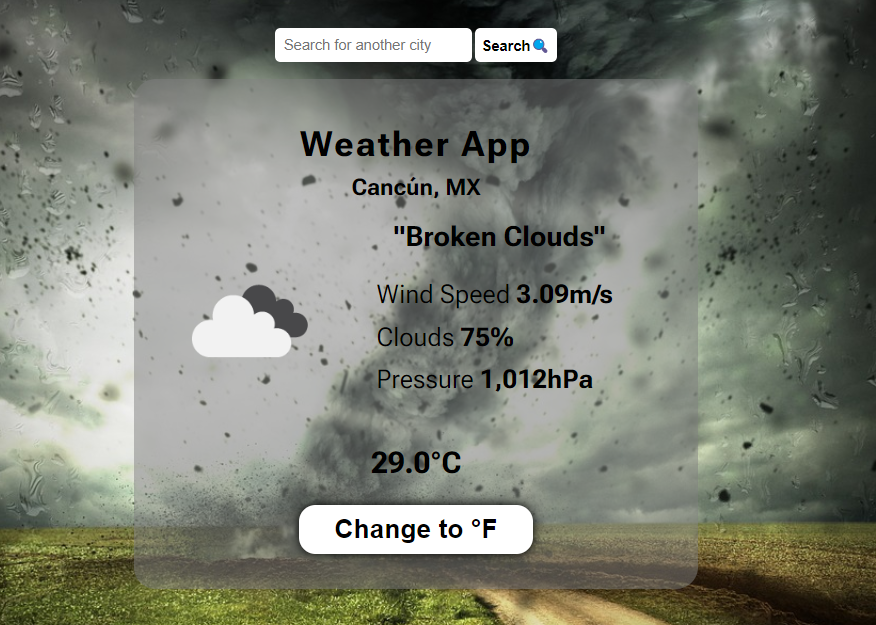 Search for another city
Search
Weather App
Cancún, MX
"Broken Clouds"
Wind Speed 3.09m/s
Clouds 75%
Pressure 1,012hPa
29.0°C
Change to °F